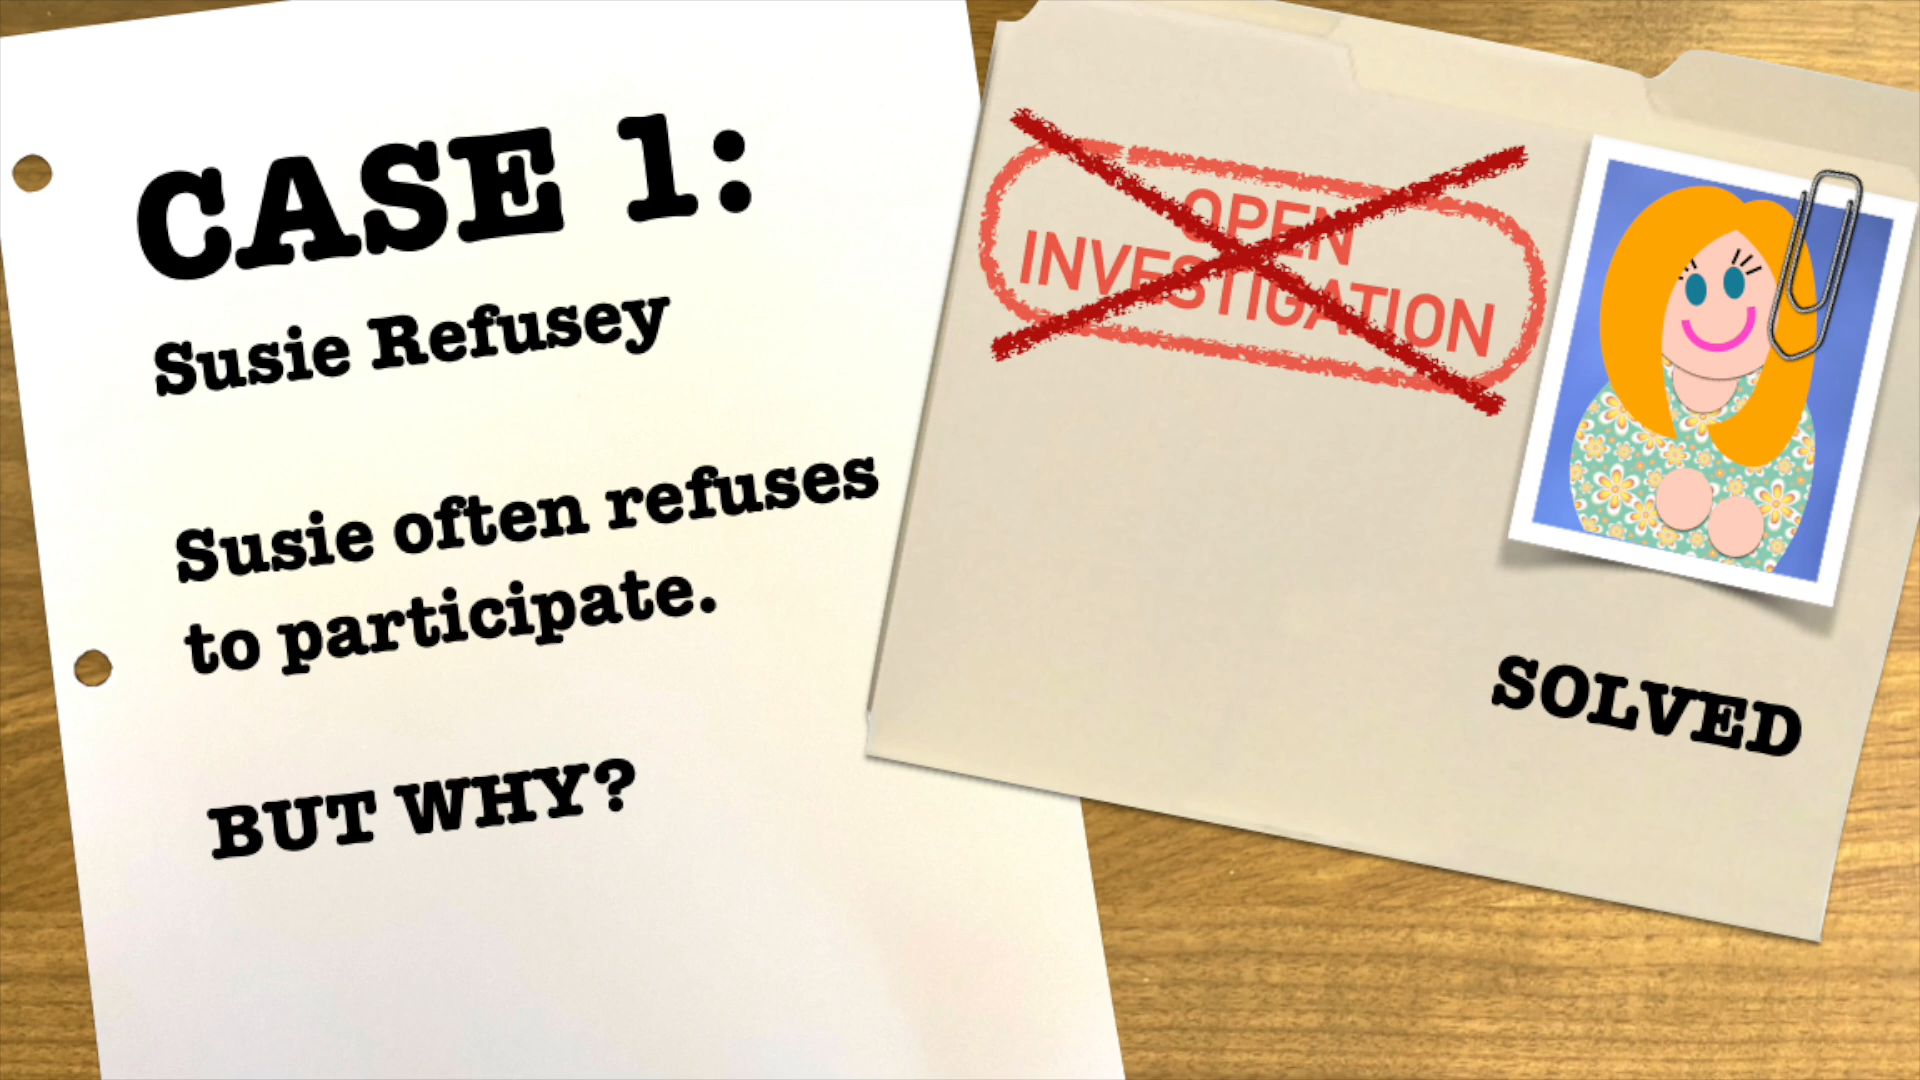 CASE 1:
Susie Refusey
Susie often refuses
to participate.
BUT WHY?
OPEN
INVESTIGATION
SOLVED